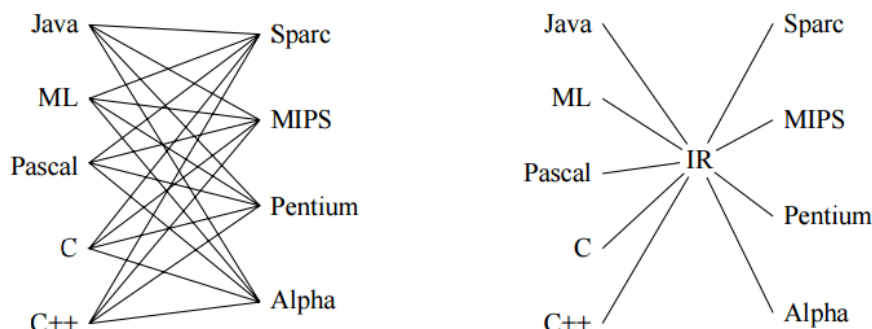 Java
ML
Pascal
C
C++
Sparc
MIPS
Pentium
Alpha
Java
ML
Pascal
C
C++
IR
Sparc
MIPS
Pentium
Alpha